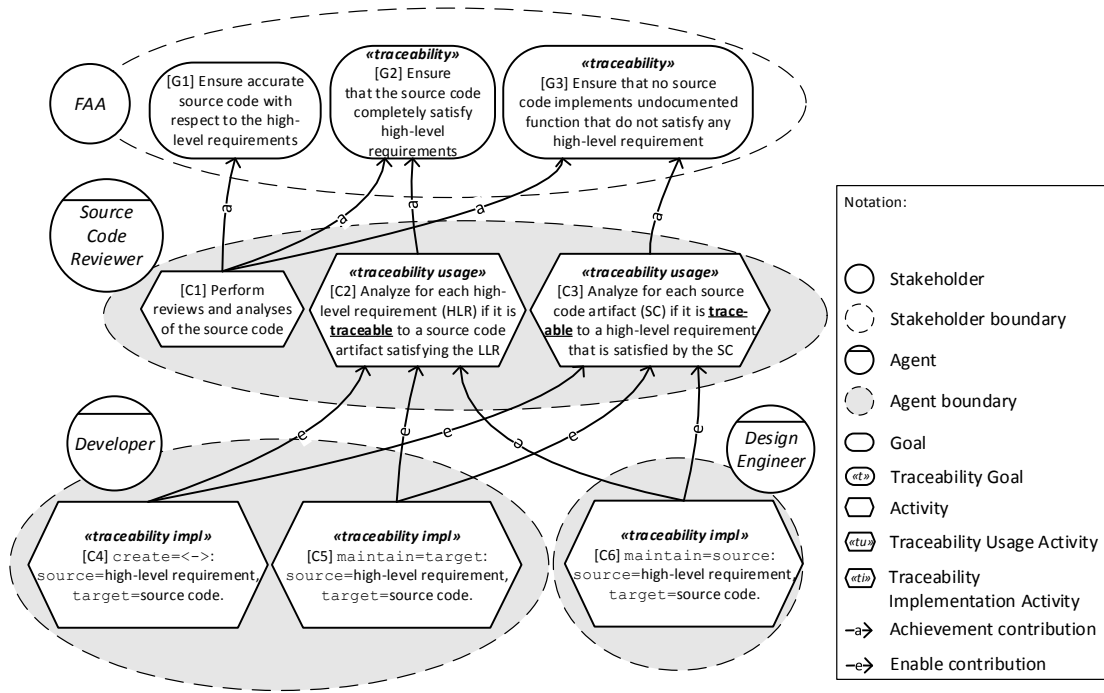 FAA
[G1] Ensure accurate
source code with
respect to the high-
level requirements
«traceability»
[G2] Ensure
that the source code
completely satisfy
high-level
requirements
«traceability»
[G3] Ensure that no source
code implements undocumented
function that do not satisfy any
high-level requirement
a
a
a
a
a
Source
Code
Reviewer
[C1] Perform
reviews and analyses
of the source code
«traceability usage»
[C2] Analyze for each high-
level requirement (HLR) if it is
traceable to a source code
artifact satisfying the LLR
«traceability usage»
[C3] Analyze for each source
code artifact (SC) if it is trace-
able to a high-level requirement
that is satisfied by the SC
e
e
e
e
e
e
Developer
Design
Engineer
«traceability impl»
[C4] create=<->:
source=high-level requirement,
target=source code.
«traceability impl»
[C5] maintain=target:
source=high-level requirement,
target=source code.
«traceability impl»
[C6] maintain=source:
source=high-level requirement,
target=source code.
Notation:
Stakeholder
Stakeholder boundary
Agent
Agent boundary
Goal
«t» Traceability Goal
Activity
«tu» Traceability Usage Activity
«ti» Traceability
Implementation Activity
a Achievement contribution
e Enable contribution